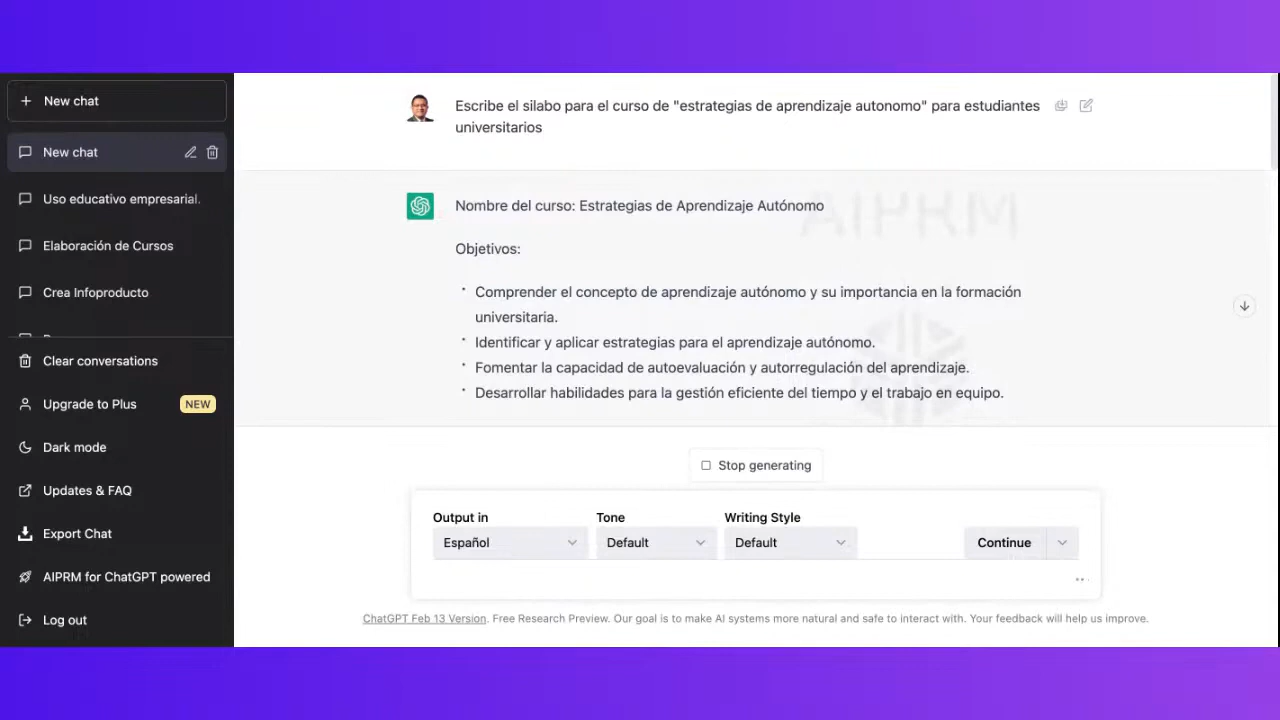 New chat
New chat
Uso educativo empresarial.
Elaboración de Cursos
Crea Infoproducto
Clear conversations
Upgrade to Plus NEW
Dark mode
Updates & FAQ
Export Chat
AIPRM for ChatGPT powered
Log out
Escribe el silabo para el curso de "estrategias de aprendizaje autonomo" para estudiantes
universitarios
AIPRM
Nombre del curso: Estrategias de Aprendizaje Autónomo
Objetivos:
• Comprender el concepto de aprendizaje autónomo y su importancia en la formación
universitaria.
• Identificar y aplicar estrategias para el aprendizaje autónomo.
• Fomentar la capacidad de autoevaluación y autorregulación del aprendizaje.
• Desarrollar habilidades para la gestión eficiente del tiempo y el trabajo en equipo.
Stop generating
Output in Tone Writing Style
Español Default Default Continue
ChatGPT Feb 13 Version. Free Research Preview. Our goal is to make AI systems more natural and safe to interact with. Your feedback will help us improve.